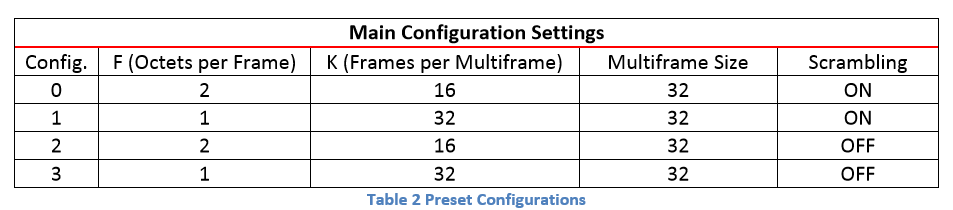 Main Configuration Settings
Config. F (Octets per Frame) K (Frames per Multiframe) Multiframe Size Scrambling
0 2 16 32 ON
1 1 32 32 ON
2 2 16 32 OFF
3 1 32 32 OFF
Table 2 Preset Configurations